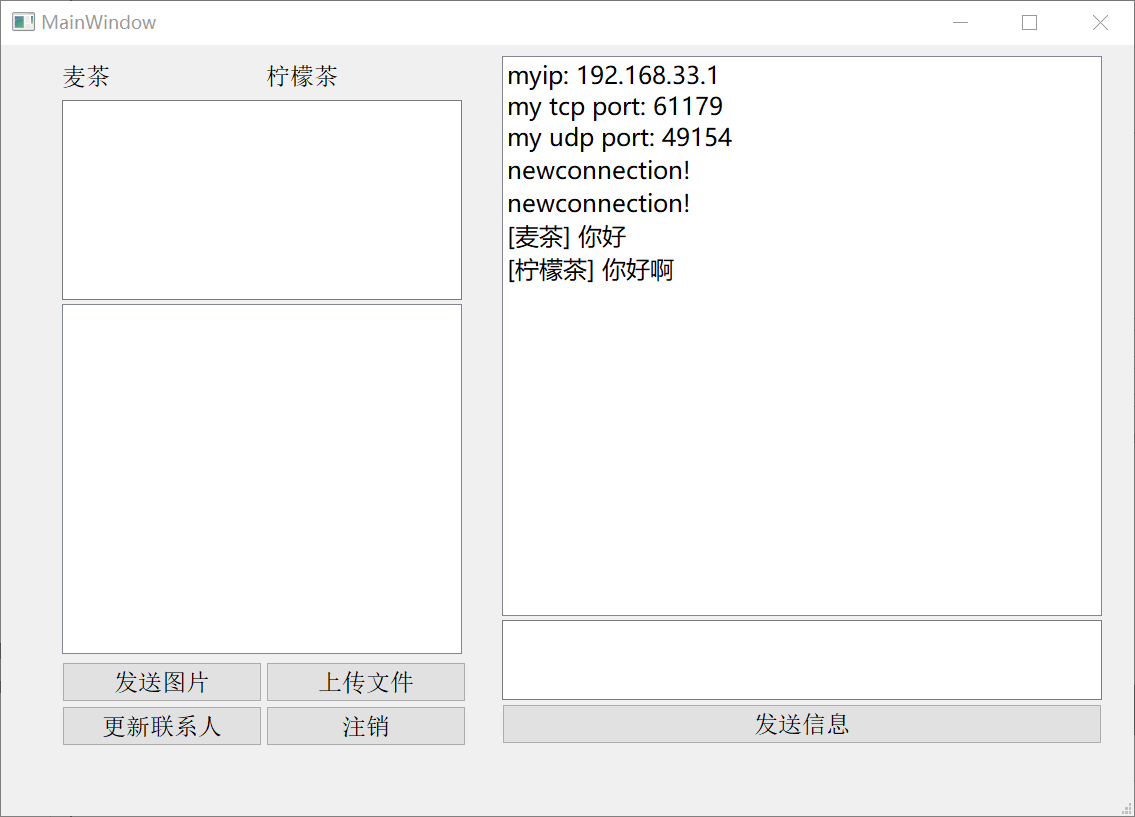 MainWindow
麦茶
柠檬茶
myip: 192.168.33.1
my tcp port: 61179
my udp port: 49154
newconnection!
newconnection!
[麦茶] 你好
[柠檬茶] 你好啊
发送图片
上传文件
更新联系人
注销
发送信息